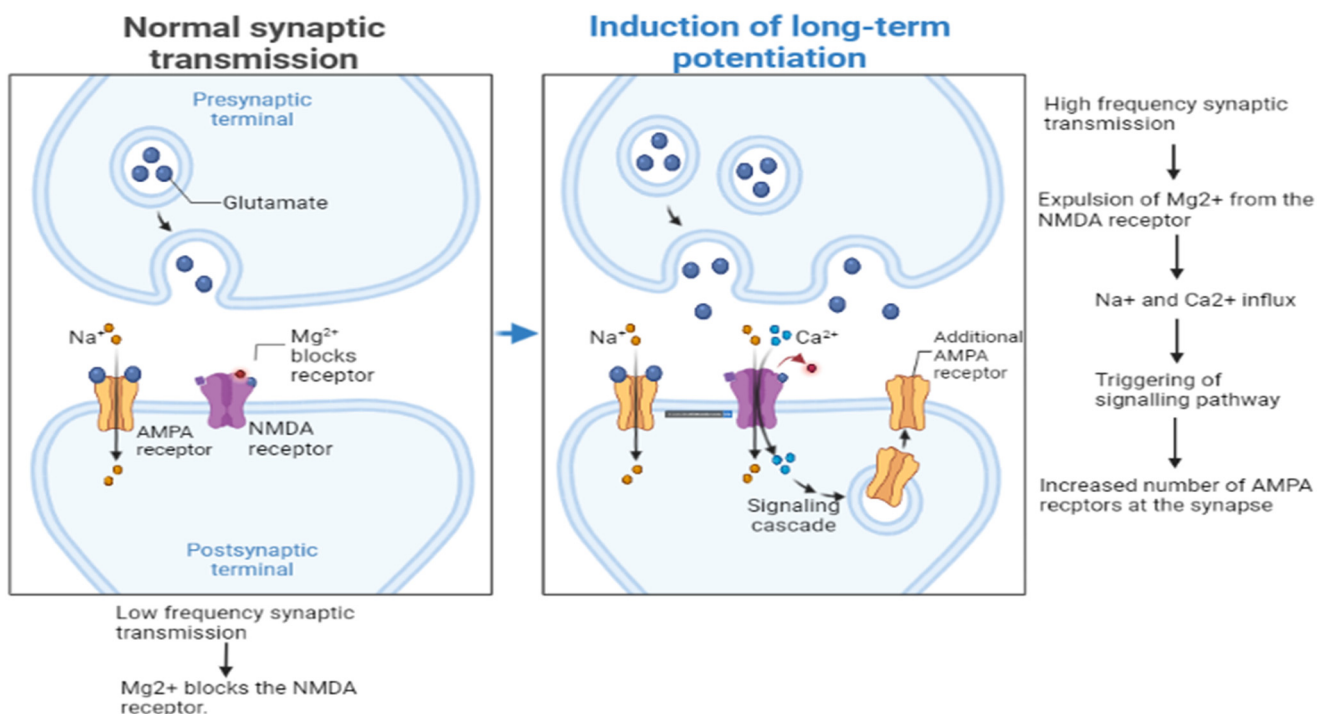 Normal synaptic
transmission
Presynaptic
terminal
Glutamate
Na⁺
Mg²⁺
blocks
receptor
AMPA
receptor
NMDA
receptor
Postsynaptic
terminal
Low frequency synaptic
transmission
Mg2+ blocks the NMDA
receptor.
Induction of long-term
potentiation
Na⁺
Ca²⁺
Additional
AMPA
receptor
Signaling
cascade
High frequency synaptic
transmission
Expulsion of Mg2+ from the
NMDA receptor
Na+ and Ca2+ influx
Triggering of
signalling pathway
Increased number of AMPA
recptors at the synapse